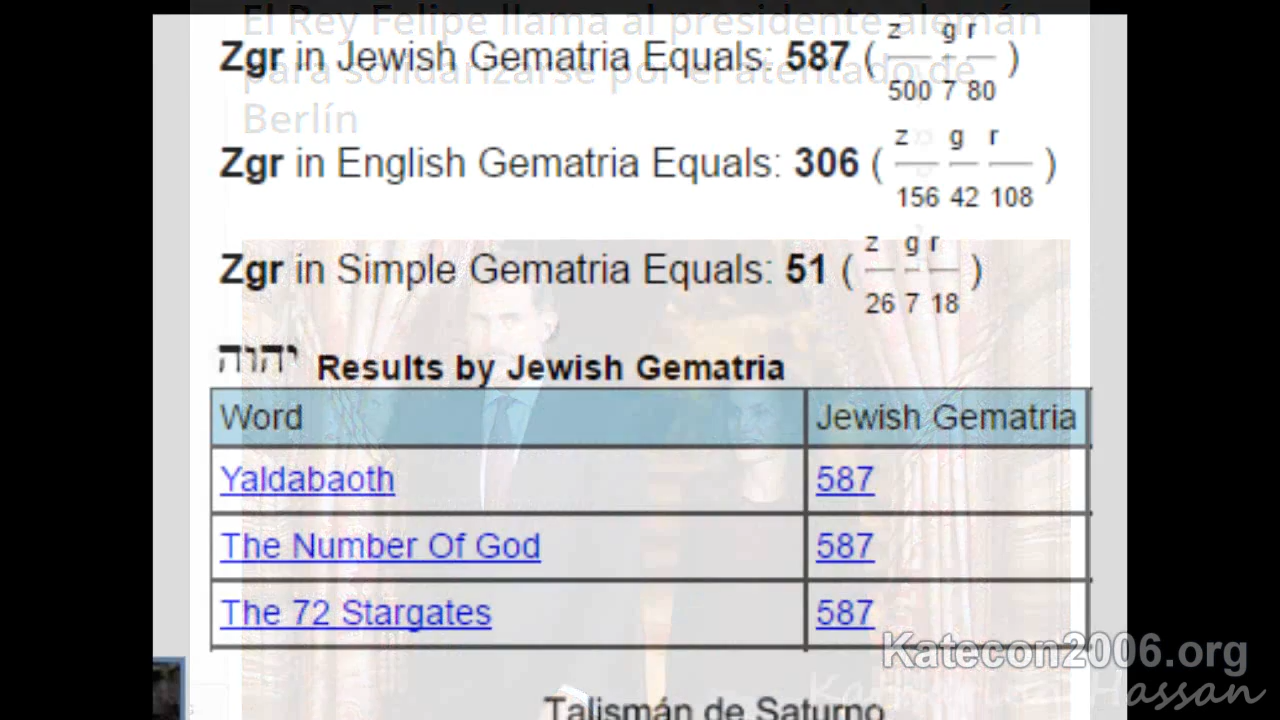 El Rey Felipe llama al presidente alemán
para solidarizarse por el atentado de
Berlín
Zgr in Jewish Gematria Equals: 587 ( z g r
500 7 80 )
Zgr in English Gematria Equals: 306 ( z g r
156 42 108 )
Zgr in Simple Gematria Equals: 51 ( z g r
26 7 18 )
יהוה Results by Jewish Gematria
Word Jewish Gematria
Yaldabaoth 587
The Number Of God 587
The 72 Stargates 587
Katecon2006.org
Hassan
Talismán de Saturno